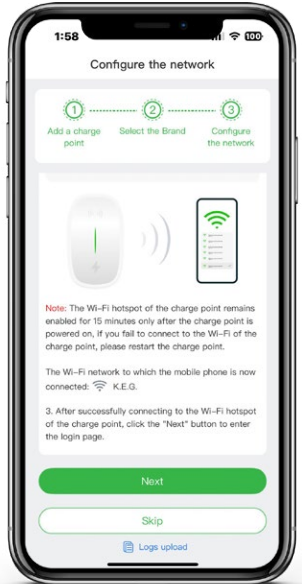 1:58
100
Configure the network
1
2
3
Add a charge
point
Select the Brand
Configure
the network
Note: The Wi-Fi hotspot of the charge point remains
enabled for 15 minutes only after the charge point is
powered on, if you fail to connect to the Wi-Fi of the
charge point, please restart the charge point.
The Wi-Fi network to which the mobile phone is now
connected: K.E.G.
3. After successfully connecting to the Wi-Fi hotspot
of the charge point, click the "Next" button to enter
the login page.
Next
Skip
Logs upload